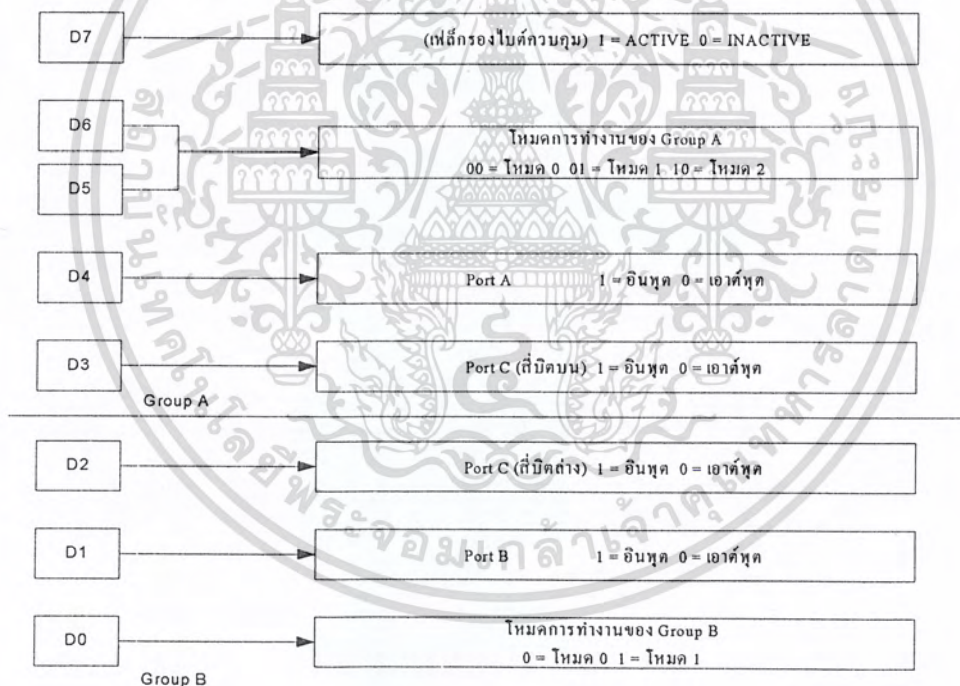 D7
(เฟล็กรองไบต์ควบคุม) 1 = ACTIVE 0 = INACTIVE
D6
D5
โหมดการทำงานของ Group A
00 = โหมด 0 01 = โหมด 1 10 = โหมด 2
D4
Port A 1 = อินพุต 0 = เอาต์พุต
D3
Port C (สี่บิตบน) 1 = อินพุต 0 = เอาต์พุต
Group A
D2
Port C (สี่บิตล่าง) 1 = อินพุต 0 = เอาต์พุต
D1
Port B 1 = อินพุต 0 = เอาต์พุต
D0
โหมดการทำงานของ Group B
0 = โหมด 0 1 = โหมด 1
Group B